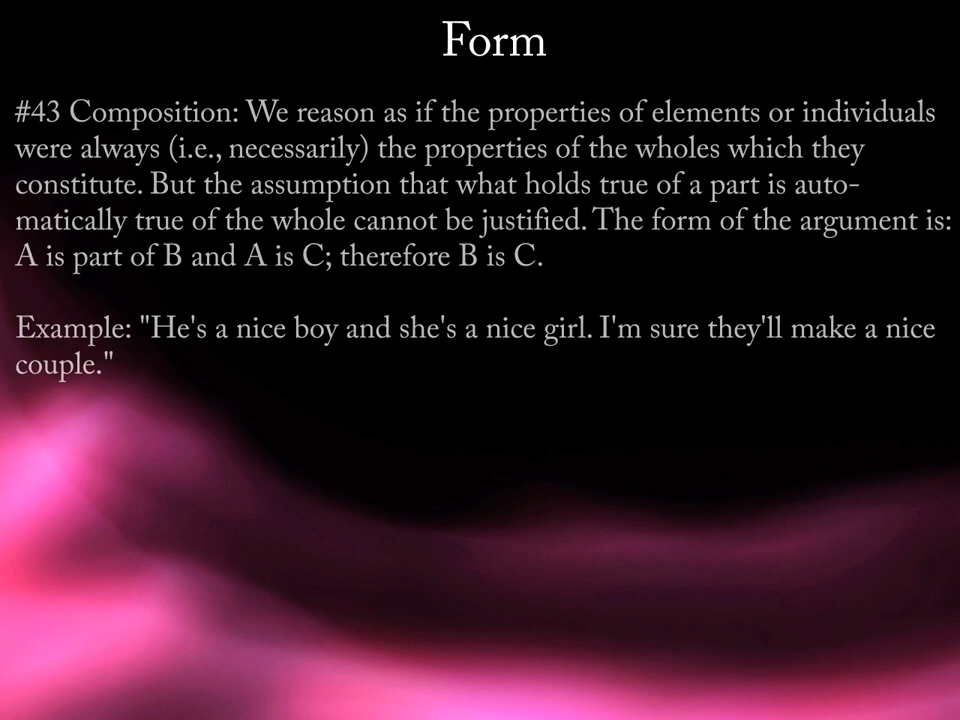 Form
#43 Composition: We reason as if the properties of elements or individuals
were always (i.e., necessarily) the properties of the wholes which they
constitute. But the assumption that what holds true of a part is auto-
matically true of the whole cannot be justified. The form of the argument is:
A is part of B and A is C; therefore B is C.
Example: "He's a nice boy and she's a nice girl. I'm sure they'll make a nice
couple."